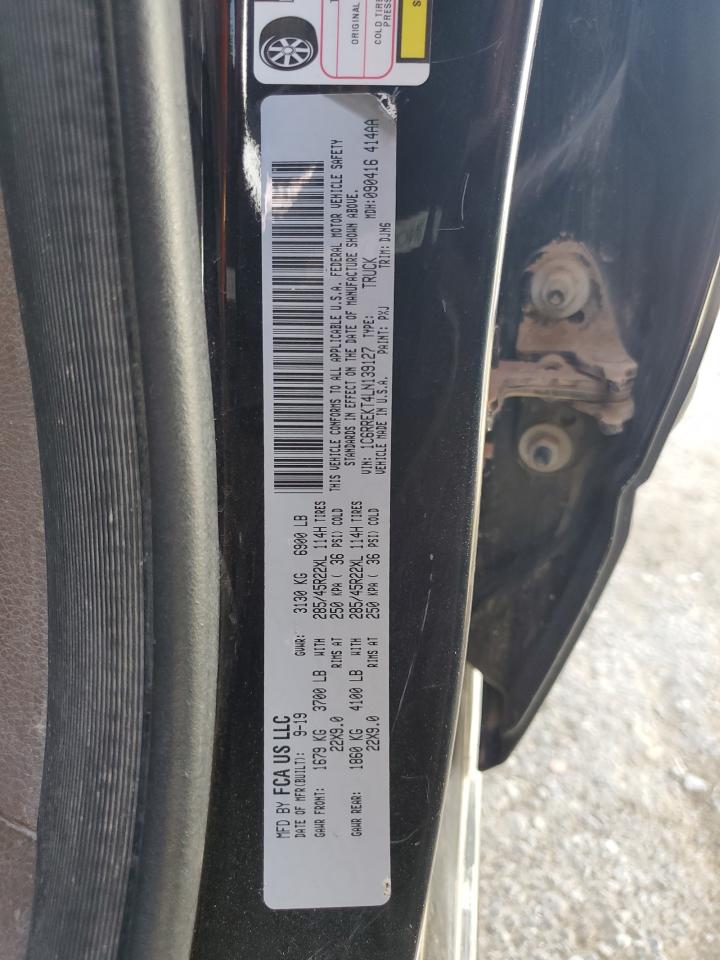 ORIGINAL
COLD TIRE
PRESS
S
MFD BY FCA US LLC
DATE OF MFR(BUILT): 9-19 GVWR: 3130 KG 6900 LB
GAWR FRONT: 1679 KG 3700 LB WITH 285/45R22XL 114H TIRES
22X9.0 RIMS AT 250 KPA ( 36 PSI) COLD
GAWR REAR: 1860 KG 4100 LB WITH 285/45R22XL 114H TIRES
22X9.0 RIMS AT 250 KPA ( 36 PSI) COLD
THIS VEHICLE CONFORMS TO ALL APPLICABLE U.S.A. FEDERAL MOTOR VEHICLE SAFETY
STANDARDS IN EFFECT ON THE DATE OF MANUFACTURE SHOWN ABOVE.
VIN: 1C6RREKT4LN139127 TYPE: TRUCK MDH:090416 414AA
VEHICLE MADE IN U.S.A. PAINT: PXJ TRIM: DJM6